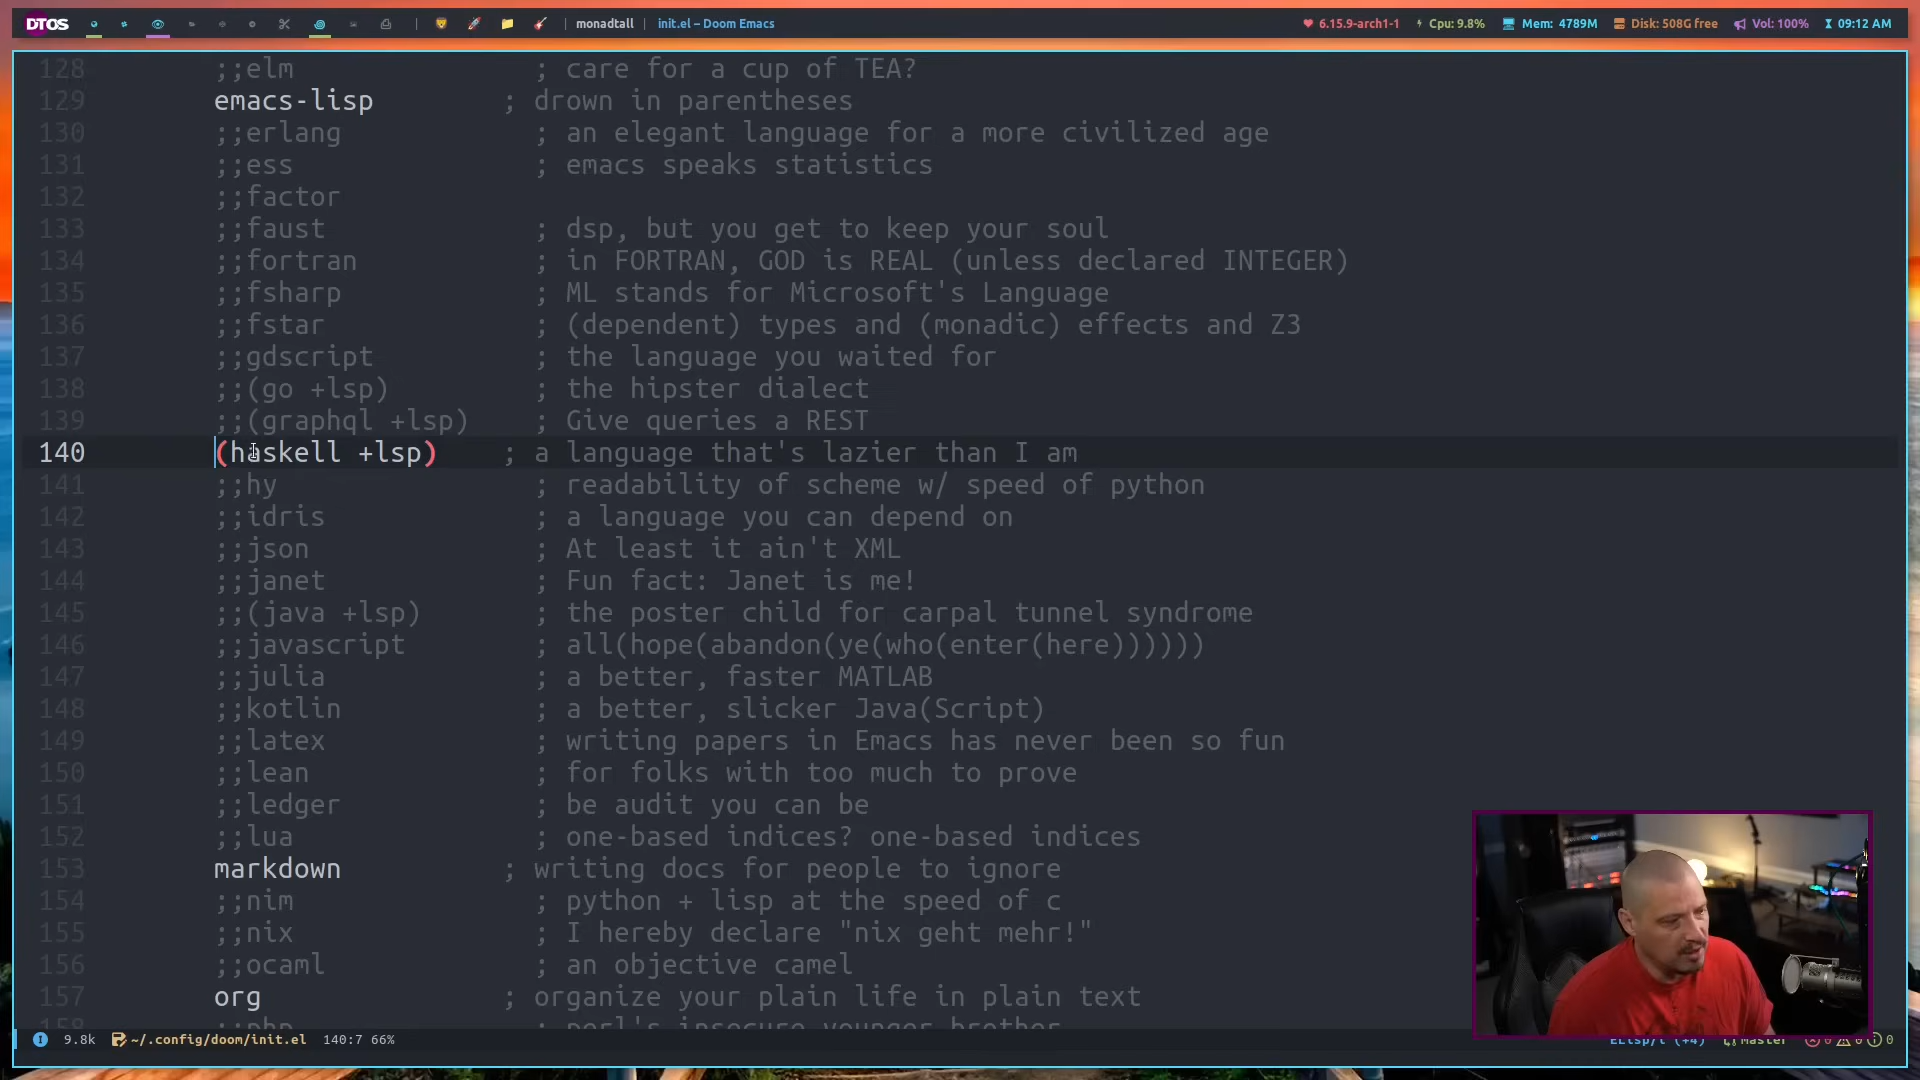 DTOS | monadtall | init.el – Doom Emacs 6.15.9-arch1-1 Cpu: 9.8% Mem: 4789M Disk: 508G free Vol: 100% 09:12 AM
128 ;;elm ; care for a cup of TEA?
129 emacs-lisp ; drown in parentheses
130 ;;erlang ; an elegant language for a more civilized age
131 ;;ess ; emacs speaks statistics
132 ;;factor
133 ;;faust ; dsp, but you get to keep your soul
134 ;;fortran ; in FORTRAN, GOD is REAL (unless declared INTEGER)
135 ;;fsharp ; ML stands for Microsoft's Language
136 ;;fstar ; (dependent) types and (monadic) effects and Z3
137 ;;gdscript ; the language you waited for
138 ;;(go +lsp) ; the hipster dialect
139 ;;(graphql +lsp) ; Give queries a REST
140 (haskell +lsp) ; a language that's lazier than I am
141 ;;hy ; readability of scheme w/ speed of python
142 ;;idris ; a language you can depend on
143 ;;json ; At least it ain't XML
144 ;;janet ; Fun fact: Janet is me!
145 ;;(java +lsp) ; the poster child for carpal tunnel syndrome
146 ;;javascript ; all(hope(abandon(ye(who(enter(here))))))
147 ;;julia ; a better, faster MATLAB
148 ;;kotlin ; a better, slicker Java(Script)
149 ;;latex ; writing papers in Emacs has never been so fun
150 ;;lean ; for folks with too much to prove
151 ;;ledger ; be audit you can be
152 ;;lua ; one-based indices? one-based indices
153 markdown ; writing docs for people to ignore
154 ;;nim ; python + lisp at the speed of c
155 ;;nix ; I hereby declare "nix geht mehr!"
156 ;;ocaml ; an objective camel
157 org ; organize your plain life in plain text
158 ;;php ; perl's insecure younger brother
9.8k ~/.config/doom/init.el 140:7 66% ELisp/l (+4) Master 0 0 0